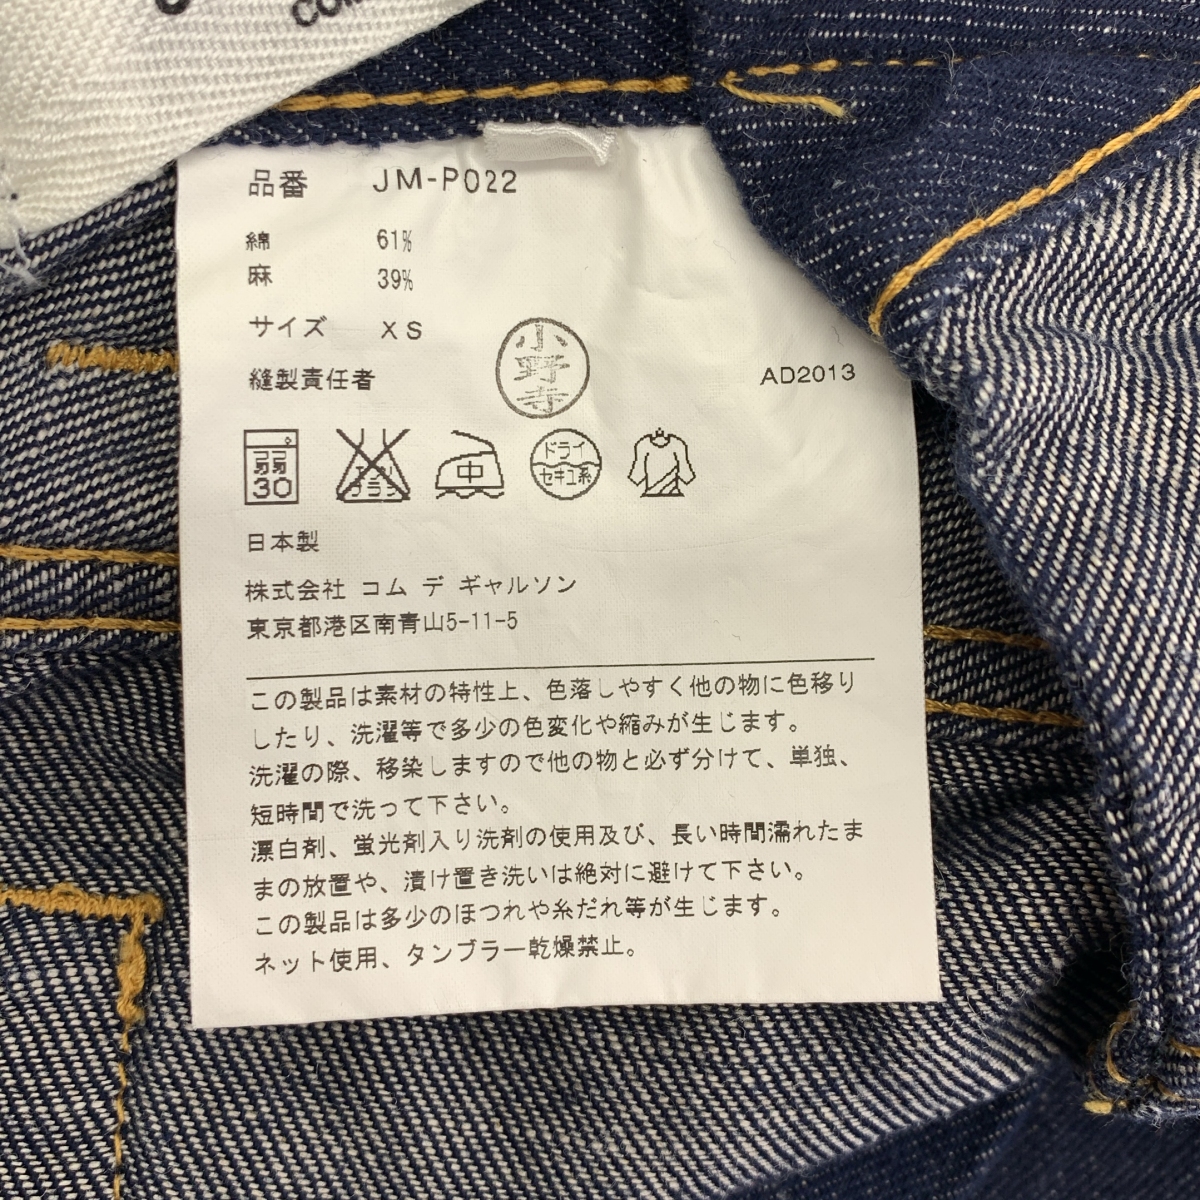 品番 JM-P022
綿 61%
麻 39%
サイズ XS
縫製責任者
小野寺
AD2013
弱
30
中
ドライ
セキユ系
日本製
株式会社 コム デ ギャルソン
東京都港区南青山5-11-5
この製品は素材の特性上、色落しやすく他の物に色移り
したり、洗濯等で多少の色変化や縮みが生じます。
洗濯の際、移染しますので他の物と必ず分けて、単独、
短時間で洗って下さい。
漂白剤、蛍光剤入り洗剤の使用及び、長い時間濡れたま
まの放置や、漬け置き洗いは絶対に避けて下さい。
この製品は多少のほつれや糸だれ等が生じます。
ネット使用、タンブラー乾燥禁止。